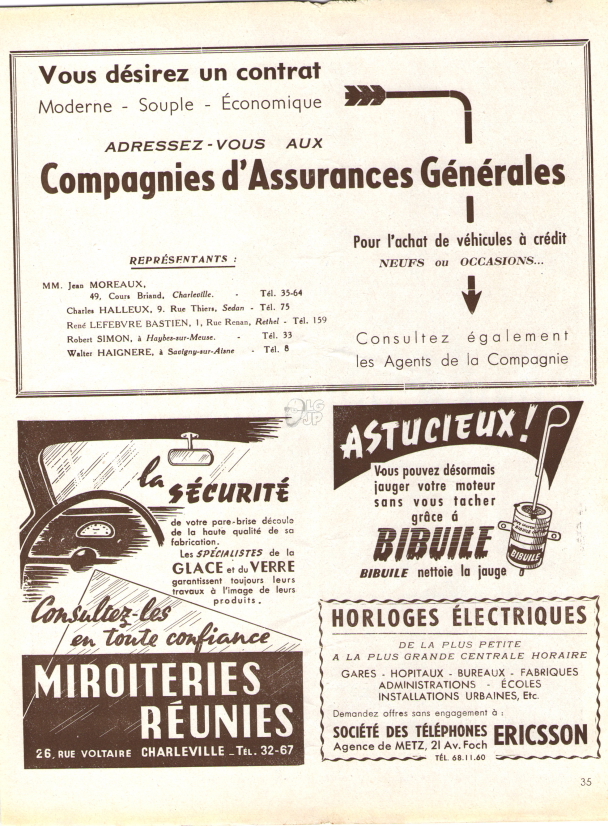 Vous désirez un contrat
Moderne - Souple - Économique
ADRESSEZ-VOUS AUX
Compagnies d'Assurances Générales
REPRÉSENTANTS :
MM. Jean MOREAUX,
49, Cours Briand, Charleville. - Tél. 35-64
Charles HALLEUX, 9. Rue Thiers, Sedan - Tél. 75
René LEFEBVRE BASTIEN, 1, Rue Renan, Rethel - Tél. 159
Robert SIMON, à Haybes-sur-Meuse. - Tél. 33
Walter HAIGNERE, à Savigny-sur-Aisne - Tél. 8
Pour l'achat de véhicules à crédit
NEUFS ou OCCASIONS...
Consultez également
les Agents de la Compagnie
LG
JP
la SÉCURITÉ
de votre pare-brise découle
de la haute qualité de sa
fabrication.
Les SPÉCIALISTES de la
GLACE et du VERRE
garantissent toujours leurs
travaux à l'image de leurs
produits.
Consultez-les
en toute confiance
MIROITERIES
RÉUNIES
26, RUE VOLTAIRE CHARLEVILLE _ TÉL. 32-67
ASTUCIEUX!
Vous pouvez désormais
jauger votre moteur
sans vous tacher
grâce á
BIBUILE
BIBUILE nettoie la jauge
BIBUILE
HORLOGES ÉLECTRIQUES
DE LA PLUS PETITE
A LA PLUS GRANDE CENTRALE HORAIRE
GARES - HOPITAUX - BUREAUX - FABRIQUES
ADMINISTRATIONS - ÉCOLES
INSTALLATIONS URBAINES, Etc.
Demandez offres sans engagement à :
SOCIÉTÉ DES TÉLÉPHONES ERICSSON
Agence de METZ, 21 Av. Foch
TÉL. 68.11.60
35